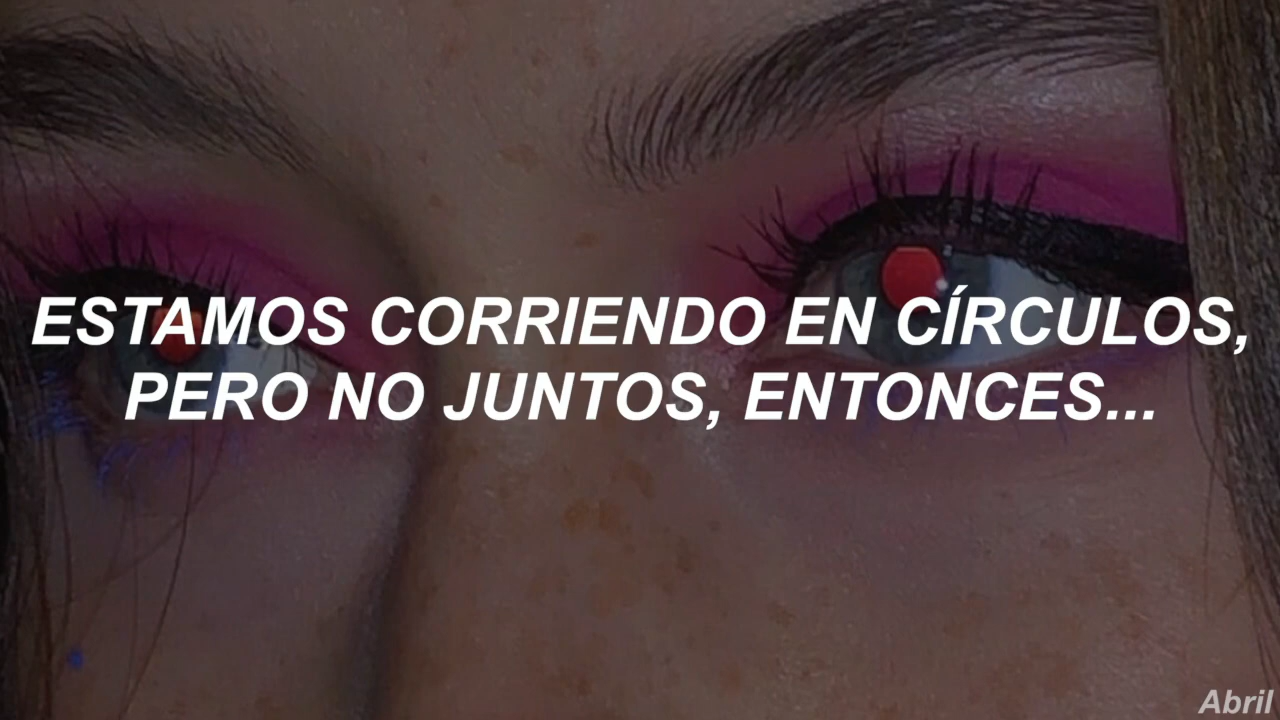 ESTAMOS CORRIENDO EN CÍRCULOS,
PERO NO JUNTOS, ENTONCES...
Abril